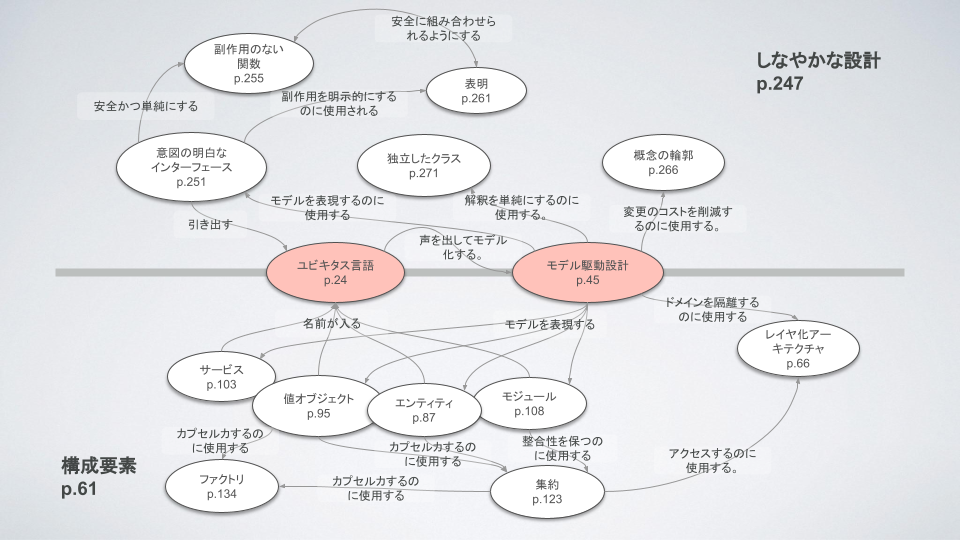 安全に組み合わせら
れるようにする
副作用のない
関数
p.255
しなやかな設計
p.247
表明
p.261
安全かつ単純にする
副作用を明示的にする
のに使用される
意図の明白な
インターフェース
p.251
独立したクラス
p.271
概念の輪郭
p.266
モデルを表現するのに
使用する
解釈を単純にするのに
使用する。
変更のコストを削減す
るのに使用する。
引き出す
声を出してモデル
化する。
ユビキタス言語
p.24
モデル駆動設計
p.45
ドメインを隔離する
のに使用する
名前が入る
モデルを表現する
レイヤ化アー
キテクチャ
p.66
サービス
p.103
値オブジェクト
p.95
エンティティ
p.87
モジュール
p.108
カプセルカするの
に使用する
カプセルカするの
に使用する
整合性を保つの
に使用する
アクセスするのに
使用する。
構成要素
p.61
ファクトリ
p.134
カプセルカするの
に使用する
集約
p.123